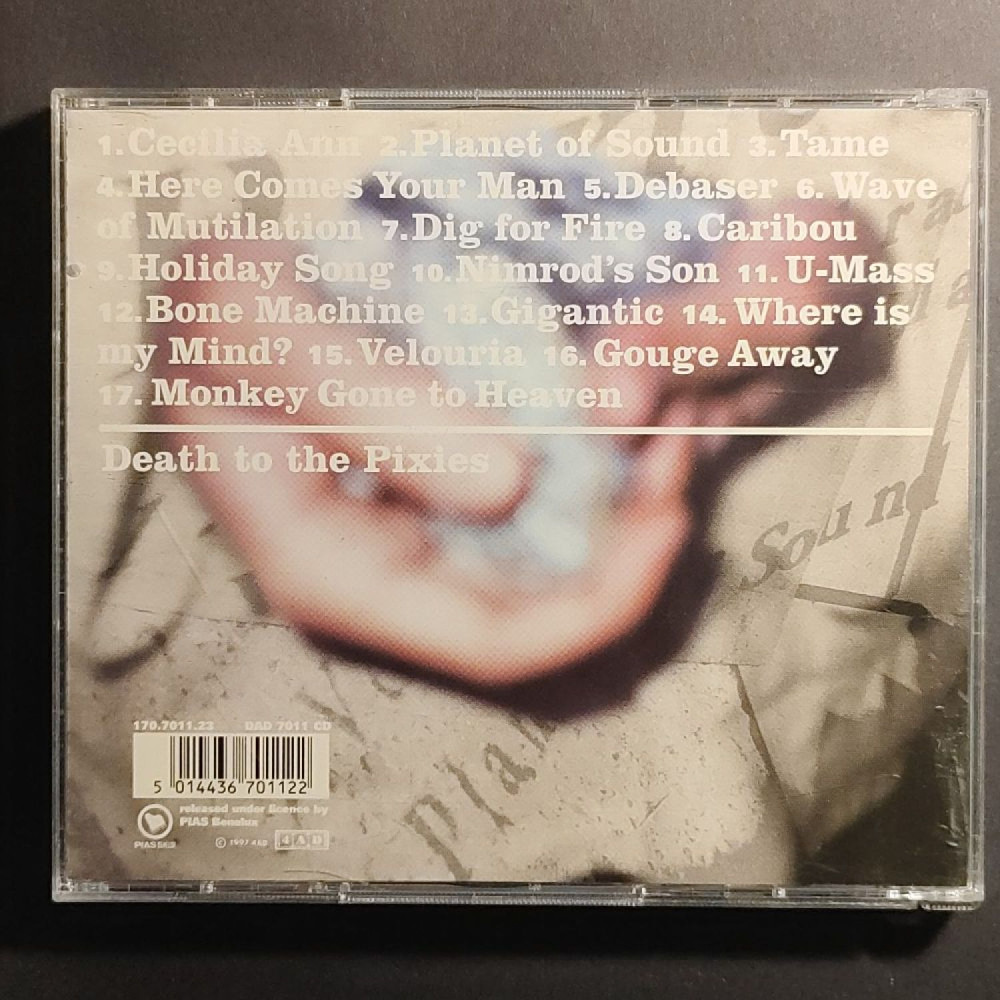 1.Cecilia Ann 2.Planet of Sound 3.Tame
4.Here Comes Your Man 5.Debaser 6.Wave
of Mutilation 7.Dig for Fire 8.Caribou
9.Holiday Song 10.Nimrod's Son 11.U-Mass
12.Bone Machine 13.Gigantic 14.Where is
my Mind? 15.Velouria 16.Gouge Away
17.Monkey Gone to Heaven
Death to the Pixies
Sound
170.7011.23 DAD 7011 CD
5 014436 701122
released under licence by
PIAS Benelux
℗ 1997 4AD 4AD